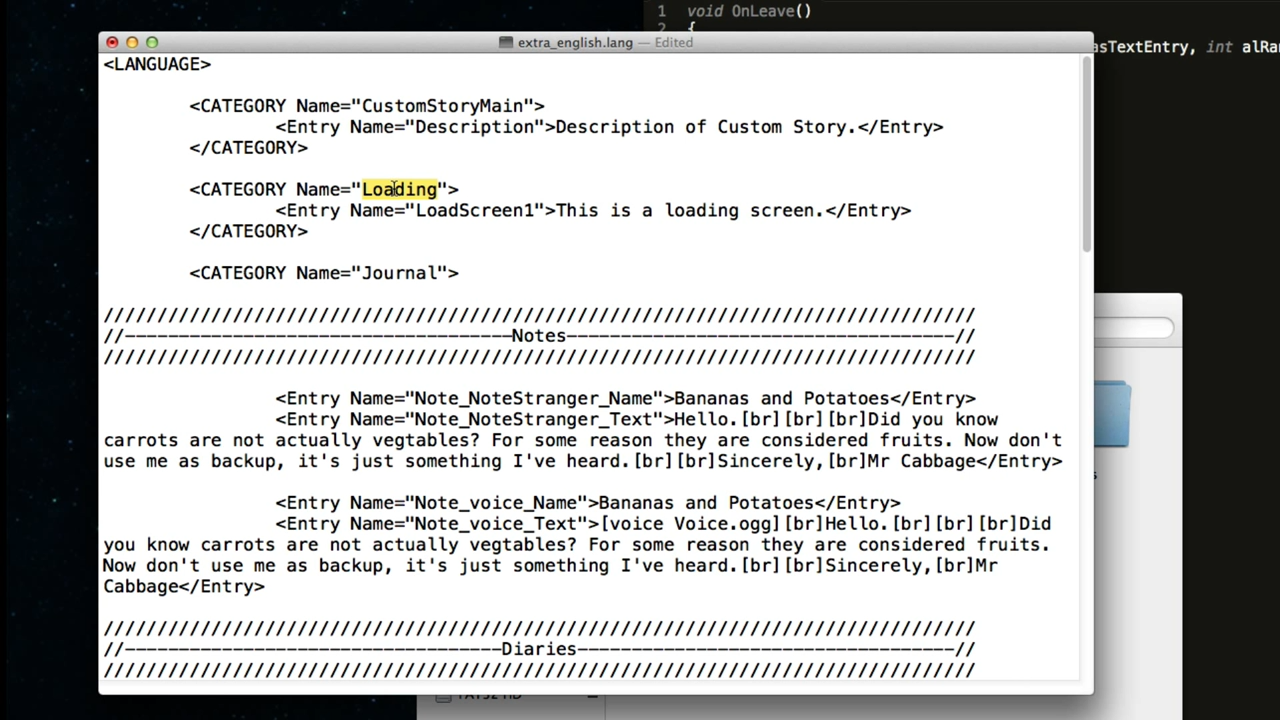 1 void OnLeave()
2 {
extra_english.lang — Edited
asTextEntry, int alRan
<LANGUAGE>
<CATEGORY Name="CustomStoryMain">
<Entry Name="Description">Description of Custom Story.</Entry>
</CATEGORY>
<CATEGORY Name="Loading">
<Entry Name="LoadScreen1">This is a loading screen.</Entry>
</CATEGORY>
<CATEGORY Name="Journal">
/////////////////////////////////////////////////////////////////////////////////
//------------------------------------Notes------------------------------------//
/////////////////////////////////////////////////////////////////////////////////
<Entry Name="Note_NoteStranger_Name">Bananas and Potatoes</Entry>
<Entry Name="Note_NoteStranger_Text">Hello.[br][br][br]Did you know
carrots are not actually vegtables? For some reason they are considered fruits. Now don't
use me as backup, it's just something I've heard.[br][br]Sincerely,[br]Mr Cabbage</Entry>
<Entry Name="Note_voice_Name">Bananas and Potatoes</Entry>
<Entry Name="Note_voice_Text">[voice Voice.ogg][br]Hello.[br][br][br]Did
you know carrots are not actually vegtables? For some reason they are considered fruits.
Now don't use me as backup, it's just something I've heard.[br][br]Sincerely,[br]Mr
Cabbage</Entry>
/////////////////////////////////////////////////////////////////////////////////
//-----------------------------------Diaries-----------------------------------//
/////////////////////////////////////////////////////////////////////////////////